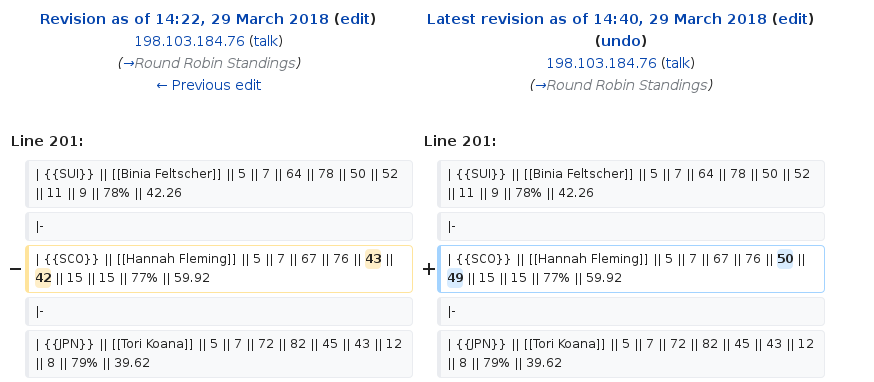 Revision as of 14:22, 29 March 2018 (edit)
198.103.184.76 (talk)
(→Round Robin Standings)
← Previous edit
Latest revision as of 14:40, 29 March 2018 (edit)
(undo)
198.103.184.76 (talk)
(→Round Robin Standings)
Line 201:
Line 201:
| {{SUI}} || [[Binia Feltscher]] || 5 || 7 || 64 || 78 || 50 || 52
|| 11 || 9 || 78% || 42.26
| {{SUI}} || [[Binia Feltscher]] || 5 || 7 || 64 || 78 || 50 || 52
|| 11 || 9 || 78% || 42.26
|-
|-
− | {{SCO}} || [[Hannah Fleming]] || 5 || 7 || 67 || 76 || 43 ||
42 || 15 || 15 || 77% || 59.92
+ | {{SCO}} || [[Hannah Fleming]] || 5 || 7 || 67 || 76 || 50 ||
49 || 15 || 15 || 77% || 59.92
|-
|-
| {{JPN}} || [[Tori Koana]] || 5 || 7 || 72 || 82 || 45 || 43 || 12
|| 8 || 79% || 39.62
| {{JPN}} || [[Tori Koana]] || 5 || 7 || 72 || 82 || 45 || 43 || 12
|| 8 || 79% || 39.62